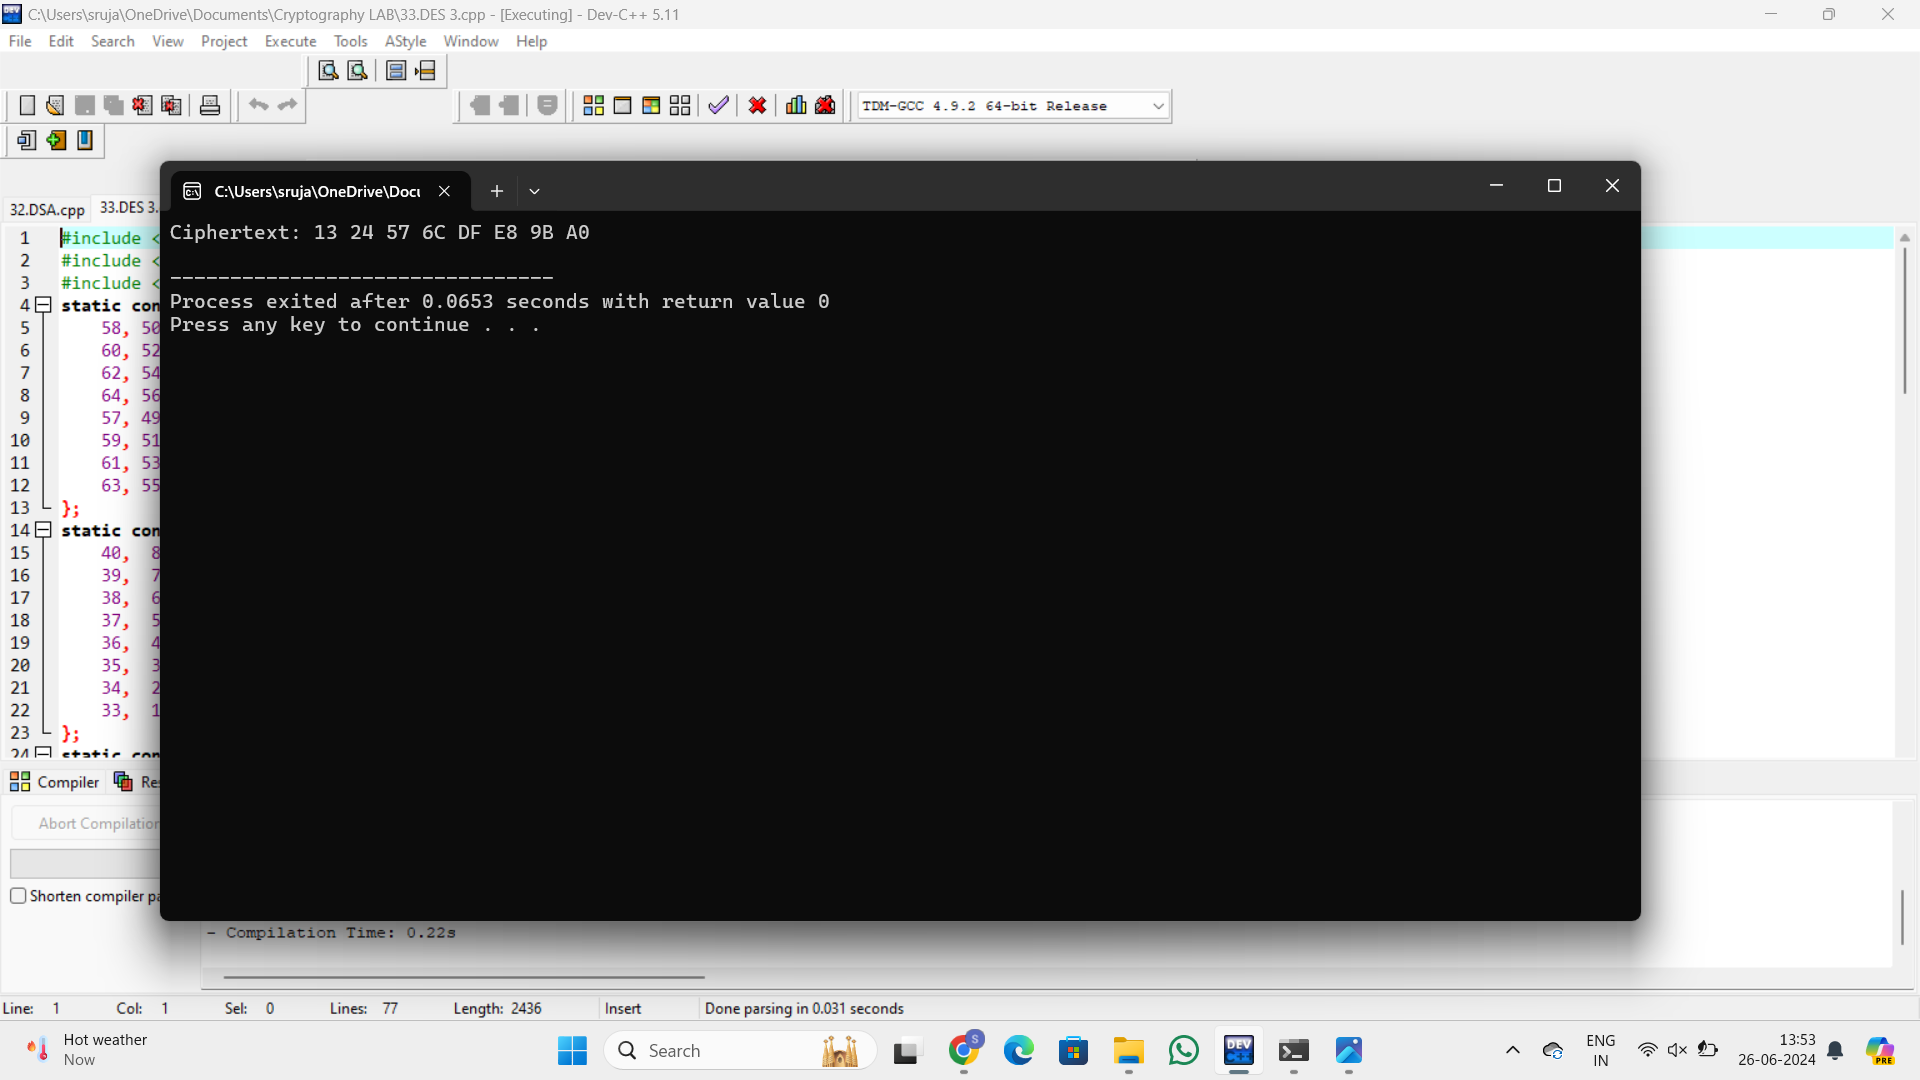 C:\Users\sruja\OneDrive\Documents\Cryptography LAB\33.DES 3.cpp - [Executing] - Dev-C++ 5.11
File Edit Search View Project Execute Tools AStyle Window Help
TDM-GCC 4.9.2 64-bit Release
C:\Users\sruja\OneDrive\Docu
32.DSA.cpp 33.DES 3.
Ciphertext: 13 24 57 6C DF E8 9B A0
--------------------------------
Process exited after 0.0653 seconds with return value 0
Press any key to continue . . .
1 #include <
2 #include <
3 #include <
4 static con
5 58, 50
6 60, 52
7 62, 54
8 64, 56
9 57, 49
10 59, 51
11 61, 53
12 63, 55
13 };
14 static con
15 40, 8
16 39, 7
17 38, 6
18 37, 5
19 36, 4
20 35, 3
21 34, 2
22 33, 1
23 };
24 static con
Compiler Res
Abort Compilation
Shorten compiler pa
- Compilation Time: 0.22s
Line: 1 Col: 1 Sel: 0 Lines: 77 Length: 2436 Insert Done parsing in 0.031 seconds
Hot weather
Now
Search
S
DEV
C++
ENG
IN
13:53
26-06-2024
PRE